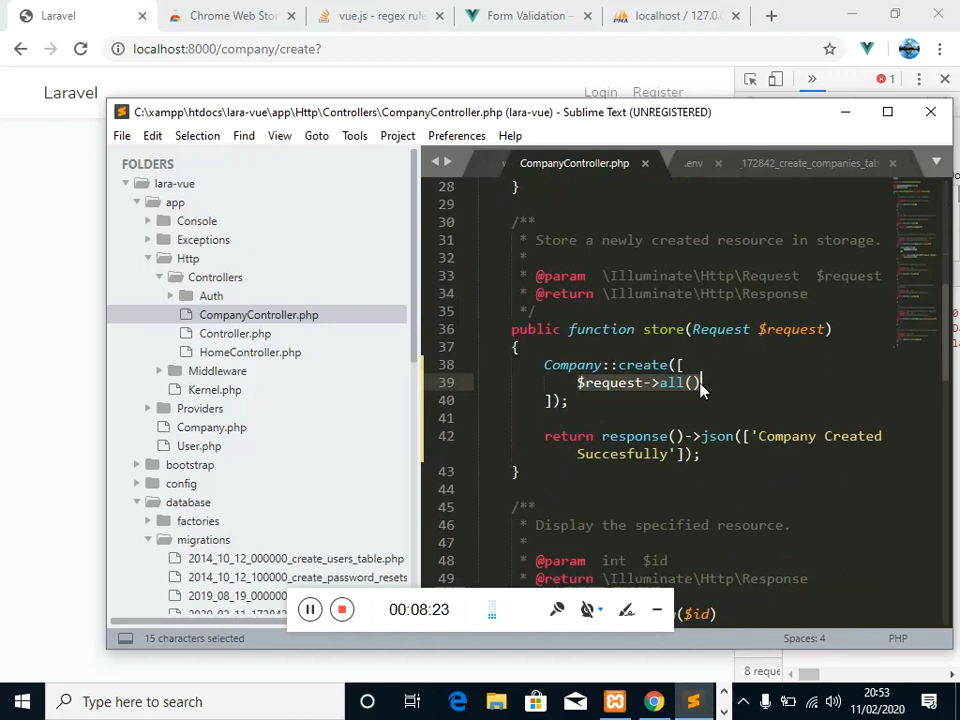 Laravel
Chrome Web Stor
vue.js - regex rule
Form Validation –
localhost / 127.0.
localhost:8000/company/create?
Laravel
Login
Register
1
C:\xampp\htdocs\lara-vue\app\Http\Controllers\CompanyController.php (lara-vue) - Sublime Text (UNREGISTERED)
File Edit Selection Find View Goto Tools Project Preferences Help
FOLDERS
lara-vue
app
Console
Exceptions
Http
Controllers
Auth
CompanyController.php
Controller.php
HomeController.php
Middleware
Kernel.php
Providers
Company.php
User.php
bootstrap
config
database
factories
migrations
2014_10_12_000000_create_users_table.php
2014_10_12_100000_create_password_resets
2019_08_19_000000
CompanyController.php
.env
_172842_create_companies_tab
28 }
29
30 /**
31 * Store a newly created resource in storage.
32 *
33 * @param \Illuminate\Http\Request $request
34 * @return \Illuminate\Http\Response
35 */
36 public function store(Request $request)
37 {
38 Company::create([
39 $request->all()
40 ]);
41
42 return response()->json(['Company Created
Succesfully']);
43 }
44
45 /**
46 * Display the specified resource.
47 *
48 * @param int $id
49 * @return \Illuminate\Http\Response
($id)
00:08:23
15 characters selected
Spaces: 4
PHP
8 reque
Type here to search
20:53
11/02/2020